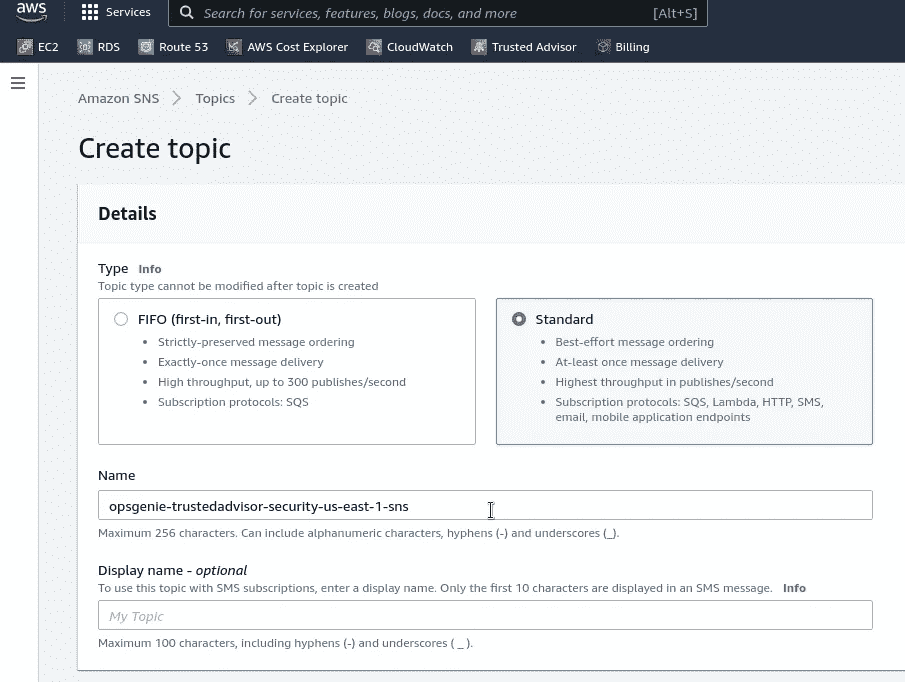 aws
Services
Search for services, features, blogs, docs, and more
[Alt+S]
EC2 RDS Route 53 AWS Cost Explorer CloudWatch Trusted Advisor Billing
Amazon SNS Topics Create topic
Create topic
Details
Type Info
Topic type cannot be modified after topic is created
FIFO (first-in, first-out)
Strictly-preserved message ordering
Exactly-once message delivery
High throughput, up to 300 publishes/second
Subscription protocols: SQS
Standard
Best-effort message ordering
At-least once message delivery
Highest throughput in publishes/second
Subscription protocols: SQS, Lambda, HTTP, SMS,
email, mobile application endpoints
Name
opsgenie-trustedadvisor-security-us-east-1-sns
Maximum 256 characters. Can include alphanumeric characters, hyphens (-) and underscores (_).
Display name - optional
To use this topic with SMS subscriptions, enter a display name. Only the first 10 characters are displayed in an SMS message. Info
My Topic
Maximum 100 characters, including hyphens (-) and underscores ( _ ).